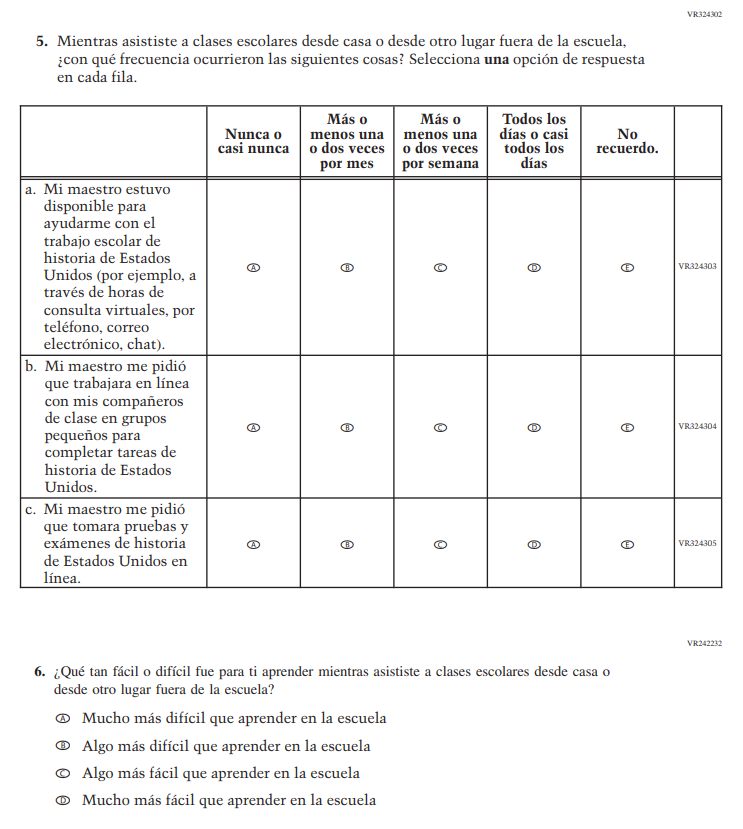 VR324302
5. Mientras asististe a clases escolares desde casa o desde otro lugar fuera de la escuela,
¿con qué frecuencia ocurrieron las siguientes cosas? Selecciona una opción de respuesta
en cada fila.
Nunca o
casi nunca
Más o
menos una
o dos veces
por mes
Más o
menos una
o dos veces
por semana
Todos los
días o casi
todos los
días
No
recuerdo.
a. Mi maestro estuvo
disponible para
ayudarme con el
trabajo escolar de
historia de Estados
Unidos (por ejemplo, a
través de horas de
consulta virtuales, por
teléfono, correo
electrónico, chat).
A B C D E VR324303
b. Mi maestro me pidió
que trabajara en línea
con mis compañeros
de clase en grupos
pequeños para
completar tareas de
historia de Estados
Unidos.
A B C D E VR324304
c. Mi maestro me pidió
que tomara pruebas y
exámenes de historia
de Estados Unidos en
línea.
A B C D E VR324305
VR242232
6. ¿Qué tan fácil o difícil fue para ti aprender mientras asististe a clases escolares desde casa o
desde otro lugar fuera de la escuela?
A Mucho más difícil que aprender en la escuela
B Algo más difícil que aprender en la escuela
C Algo más fácil que aprender en la escuela
D Mucho más fácil que aprender en la escuela